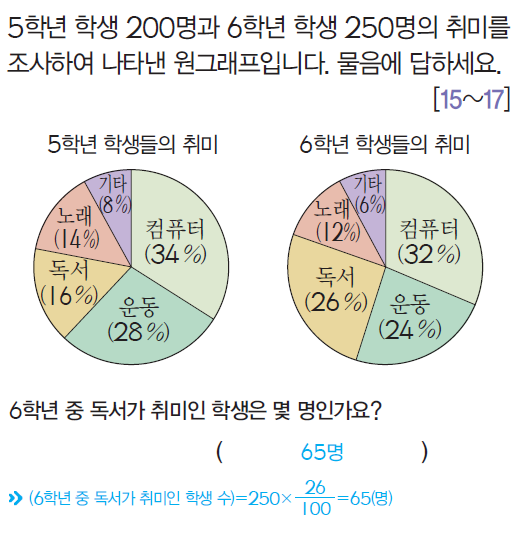 5학년 학생 200명과 6학년 학생 250명의 취미를
조사하여 나타낸 원그래프입니다. 물음에 답하세요.
[15~17]
5학년 학생들의 취미
기타
(8%)
노래
(14%)
컴퓨터
(34%)
독서
(16%)
운동
(28%)
6학년 학생들의 취미
기타
(6%)
노래
(12%)
컴퓨터
(32%)
독서
(26%)
운동
(24%)
6학년 중 독서가 취미인 학생은 몇 명인가요?
( 65명 )
(6학년 중 독서가 취미인 학생 수)=250×26/100=65(명)